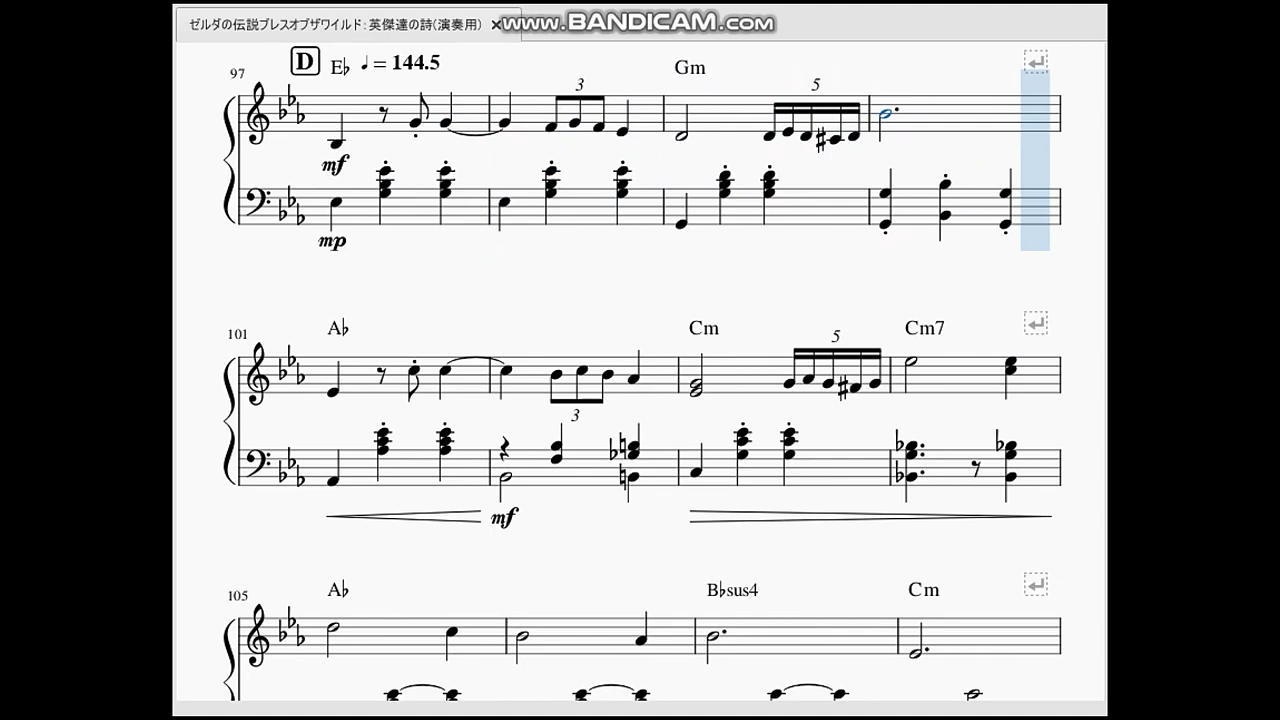 ゼルダの伝説ブレスオブザワイルド:英傑達の詩(演奏用) ×
www.BANDICAM.com
D E♭ ♩= 144.5 Gm
97
3 5
mf
mp
101
A♭ Cm Cm7
5
3
mf
105
A♭ B♭sus4 Cm